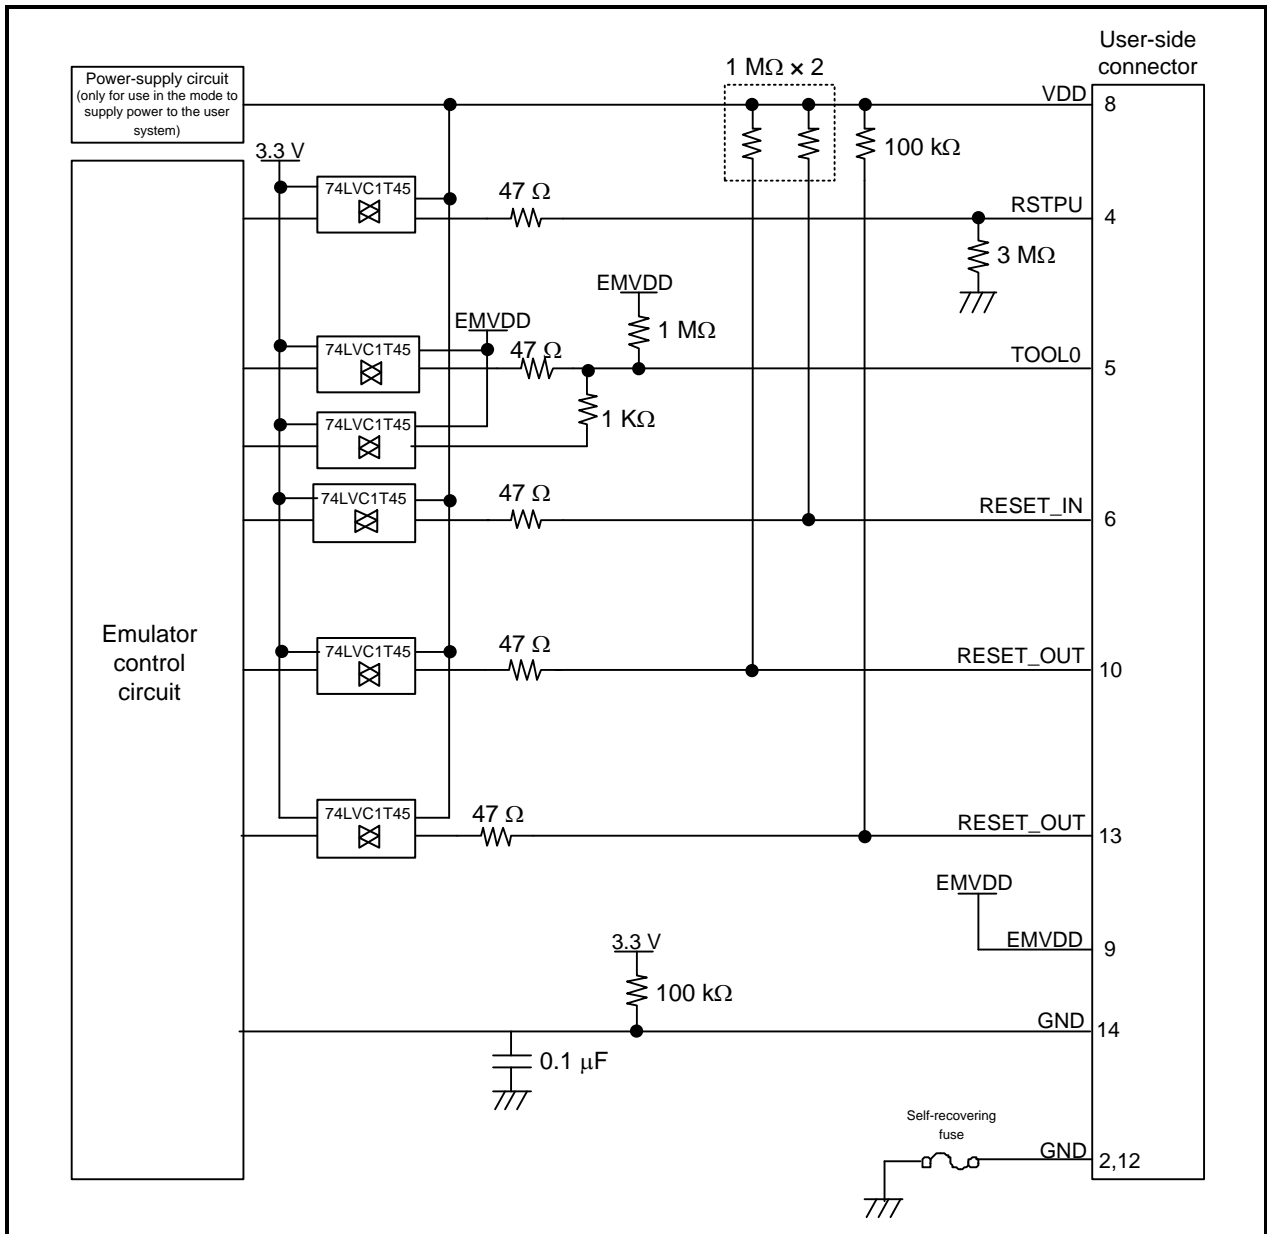 User-side
connector
Power-supply circuit
(only for use in the mode to
supply power to the user
system)
1 MΩ × 2
VDD
8
100 kΩ
3.3 V
74LVC1T45
47 Ω
RSTPU
4
3 MΩ
EMVDD
1 MΩ
EMVDD
74LVC1T45
47 Ω
TOOL0
5
74LVC1T45
1 KΩ
74LVC1T45
47 Ω
RESET_IN
6
Emulator
control
circuit
74LVC1T45
47 Ω
RESET_OUT
10
74LVC1T45
47 Ω
RESET_OUT
13
EMVDD
EMVDD
9
3.3 V
100 kΩ
GND
14
0.1 μF
Self-recovering
fuse
GND
2,12